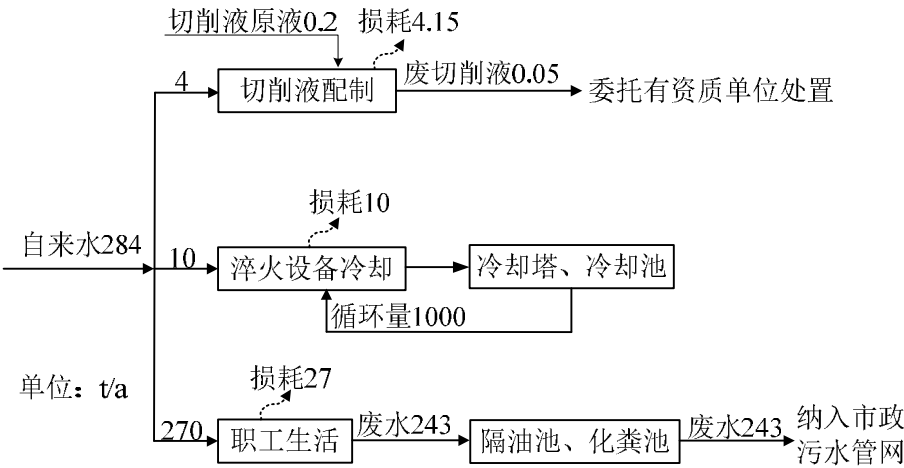 切削液原液0.2
损耗4.15
4
切削液配制
废切削液0.05
委托有资质单位处置
损耗10
自来水284
10
淬火设备冷却
冷却塔、冷却池
循环量1000
单位：t/a
损耗27
270
职工生活
废水243
隔油池、化粪池
废水243
纳入市政
污水管网